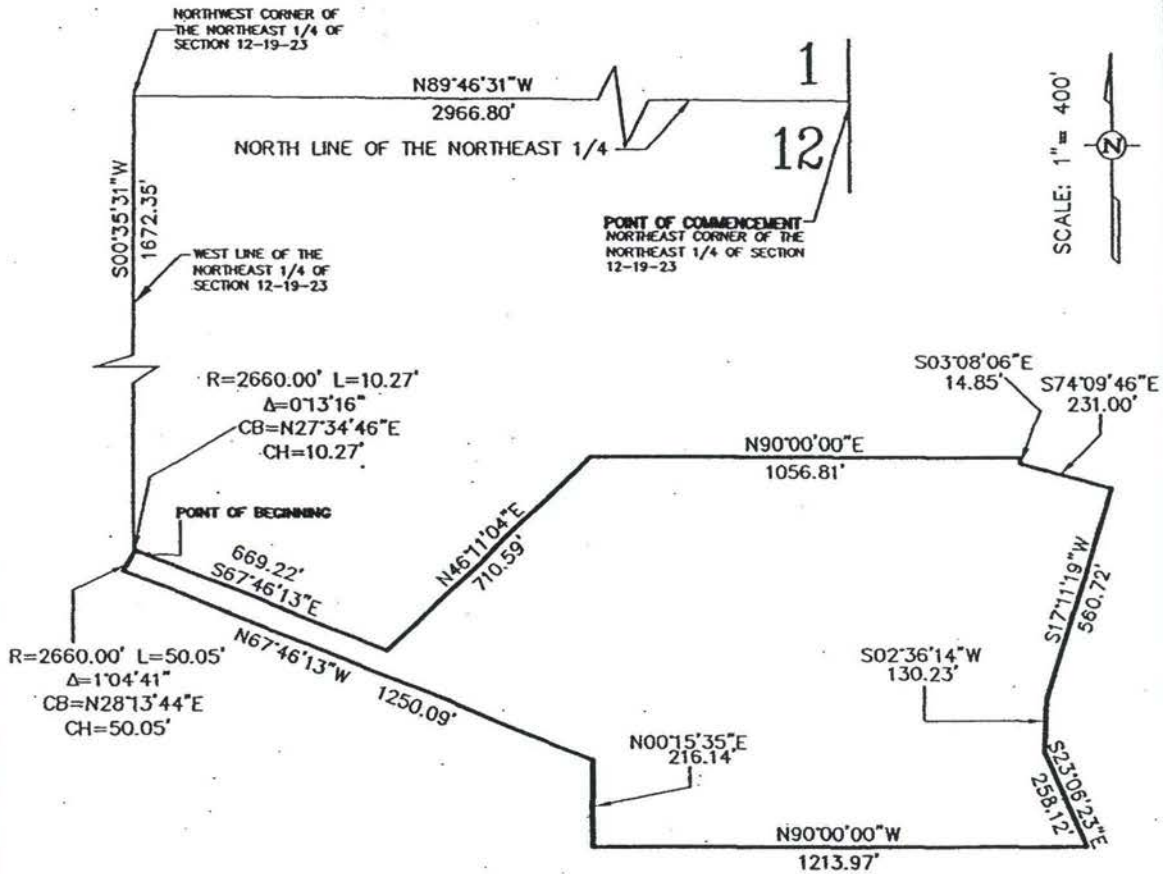 NORTHWEST CORNER OF
THE NORTHEAST 1/4 OF
SECTION 12-19-23
N89°46'31"W
2966.80'
1
12
NORTH LINE OF THE NORTHEAST 1/4
SCALE: 1" = 400'
Z
S00°35'31"W
1672.35'
POINT OF COMMENCEMENT
NORTHEAST CORNER OF THE
NORTHEAST 1/4 OF SECTION
12-19-23
WEST LINE OF THE
NORTHEAST 1/4 OF
SECTION 12-19-23
R=2660.00' L=10.27'
Δ=0°13'16"
CB=N27°34'46"E
CH=10.27'
S03°08'06"E
14.85'
S74°09'46"E
231.00'
N90°00'00"E
1056.81'
POINT OF BEGINNING
669.22'
S67°46'13"E
N46°11'04"E
710.59'
S17°11'19"W
560.72'
N67°46'13"W
1250.09'
R=2660.00' L=50.05'
Δ=1°04'41"
CB=N28°13'44"E
CH=50.05'
S02°36'14"W
130.23'
N00°15'35"E
216.14'
S23°06'23"E
258.12'
N90°00'00"W
1213.97'